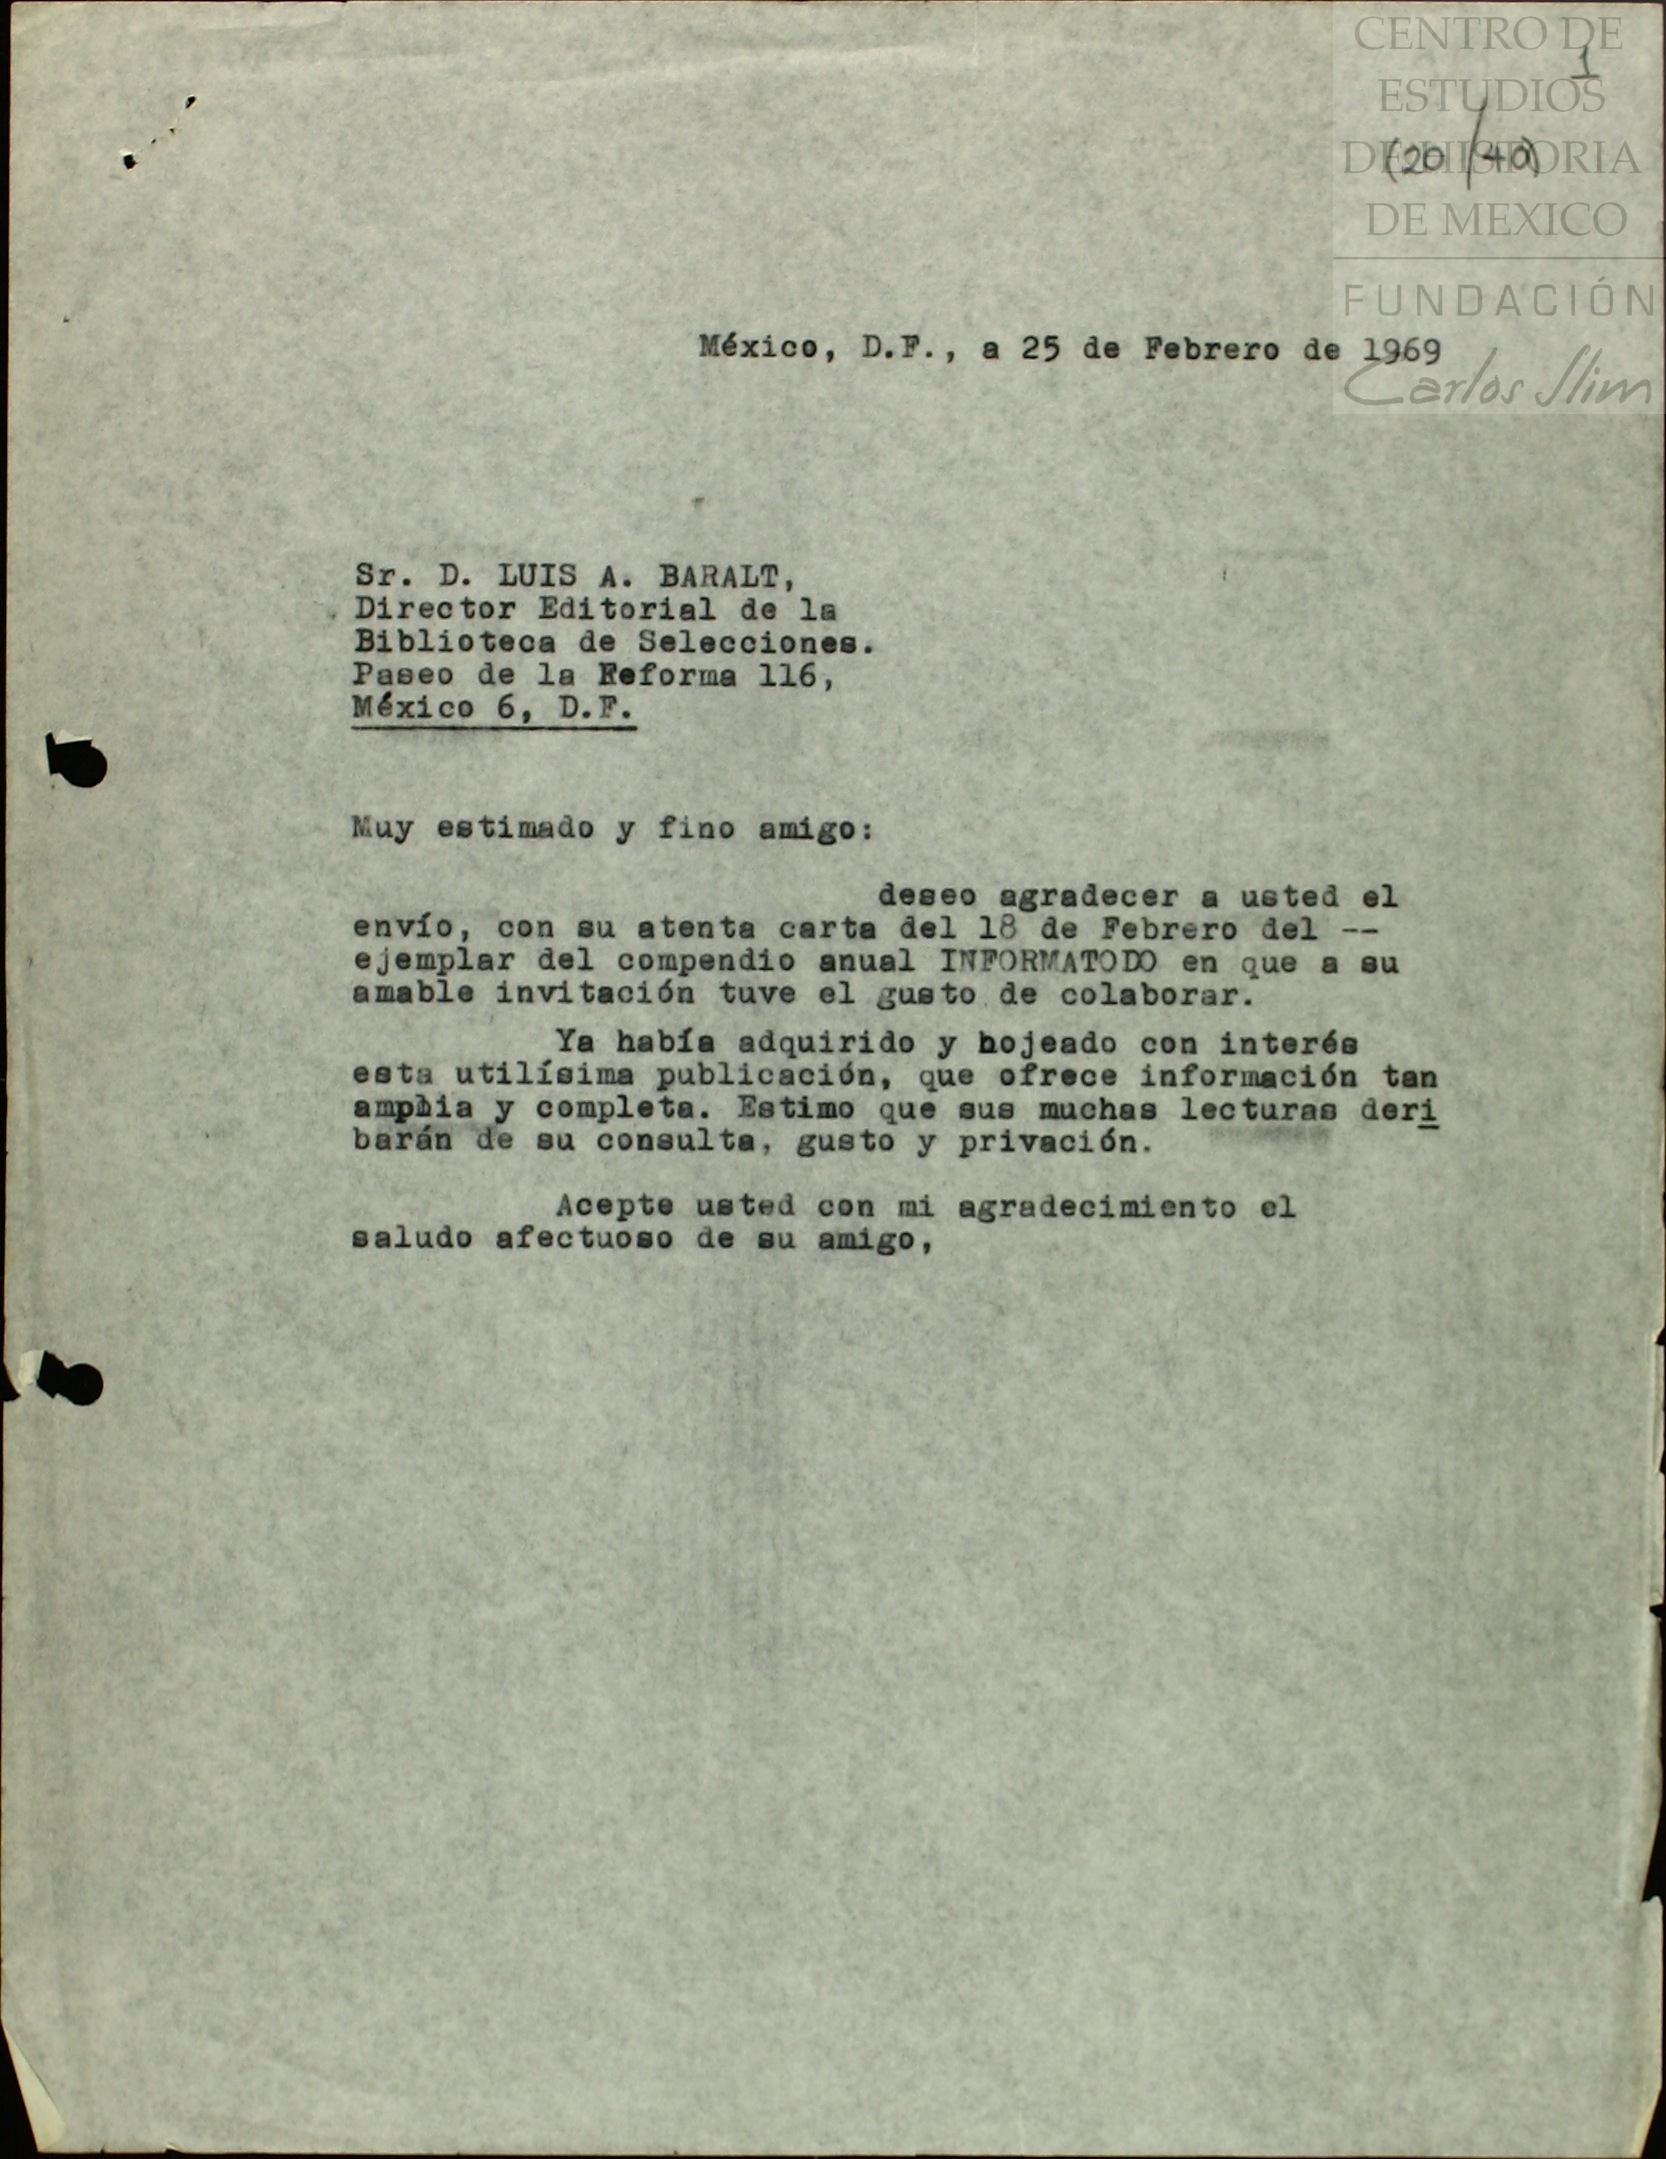 CENTRO DE
ESTUDIOS
DE HISTORIA
DE MEXICO
FUNDACIÓN
Carlos Slim
1
(20/40)
México, D.F., a 25 de Febrero de 1969
Sr. D. LUIS A. BARALT,
Director Editorial de la
Biblioteca de Selecciones.
Paseo de la Reforma 116,
México 6, D.F.
Muy estimado y fino amigo:
deseo agradecer a usted el
envío, con su atenta carta del 18 de Febrero del --
ejemplar del compendio anual INFORMATODO en que a su
amable invitación tuve el gusto de colaborar.
Ya había adquirido y hojeado con interés
esta utilísima publicación, que ofrece información tan
amplia y completa. Estimo que sus muchas lecturas deri
barán de su consulta, gusto y privación.
Acepte usted con mi agradecimiento el
saludo afectuoso de su amigo,